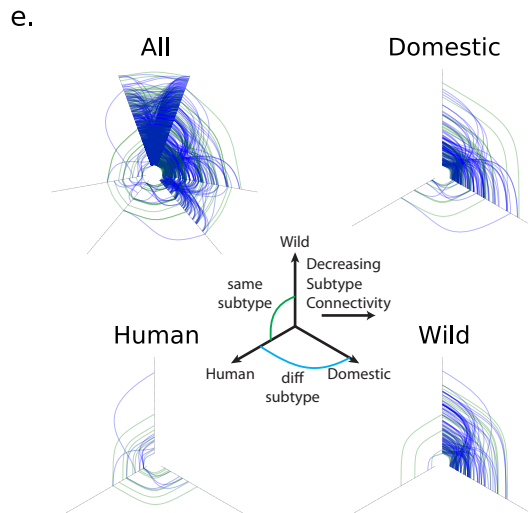 e.
All
Domestic
Wild
Decreasing
Subtype
Connectivity
same
subtype
Human
Domestic
diff
subtype
Human
Wild